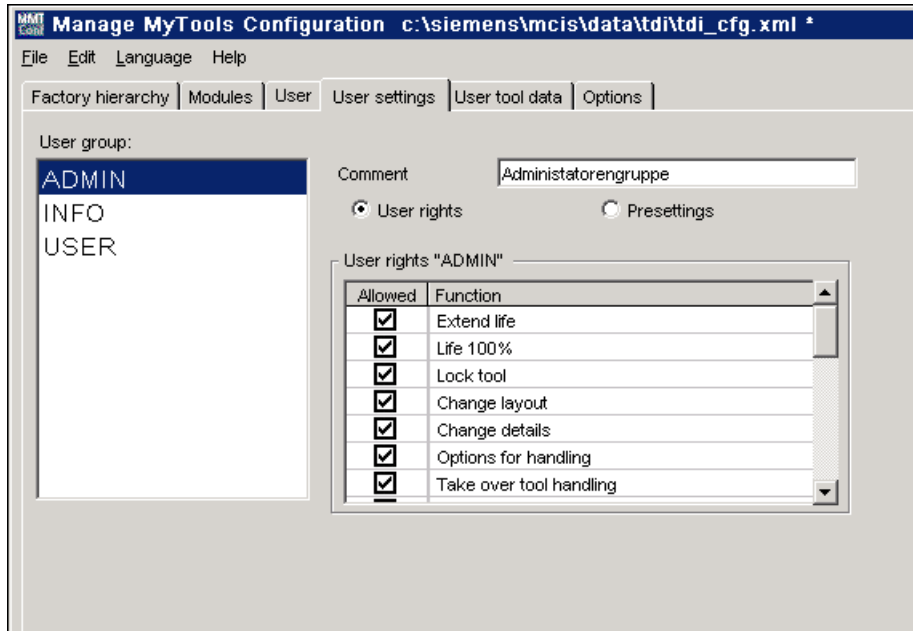 MMT Conf Manage MyTools Configuration c:\siemens\mcis\data\tdi\tdi_cfg.xml *
File Edit Language Help
Factory hierarchy Modules User User settings User tool data Options
User group:
ADMIN
INFO
USER
Comment Administatorengruppe
User rights Presettings
User rights "ADMIN"
Allowed Function
Extend life
Life 100%
Lock tool
Change layout
Change details
Options for handling
Take over tool handling